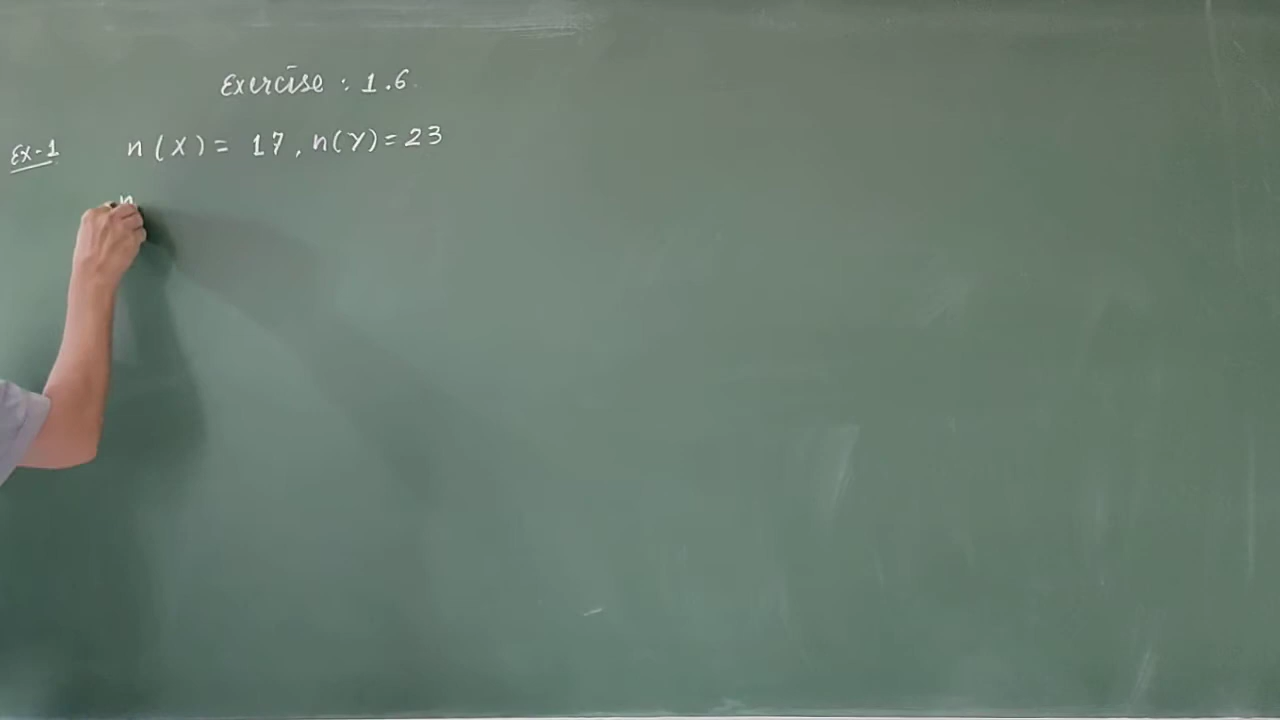 Exercise : 1.6
Ex-1 n(X) = 17, n(Y)=23
n